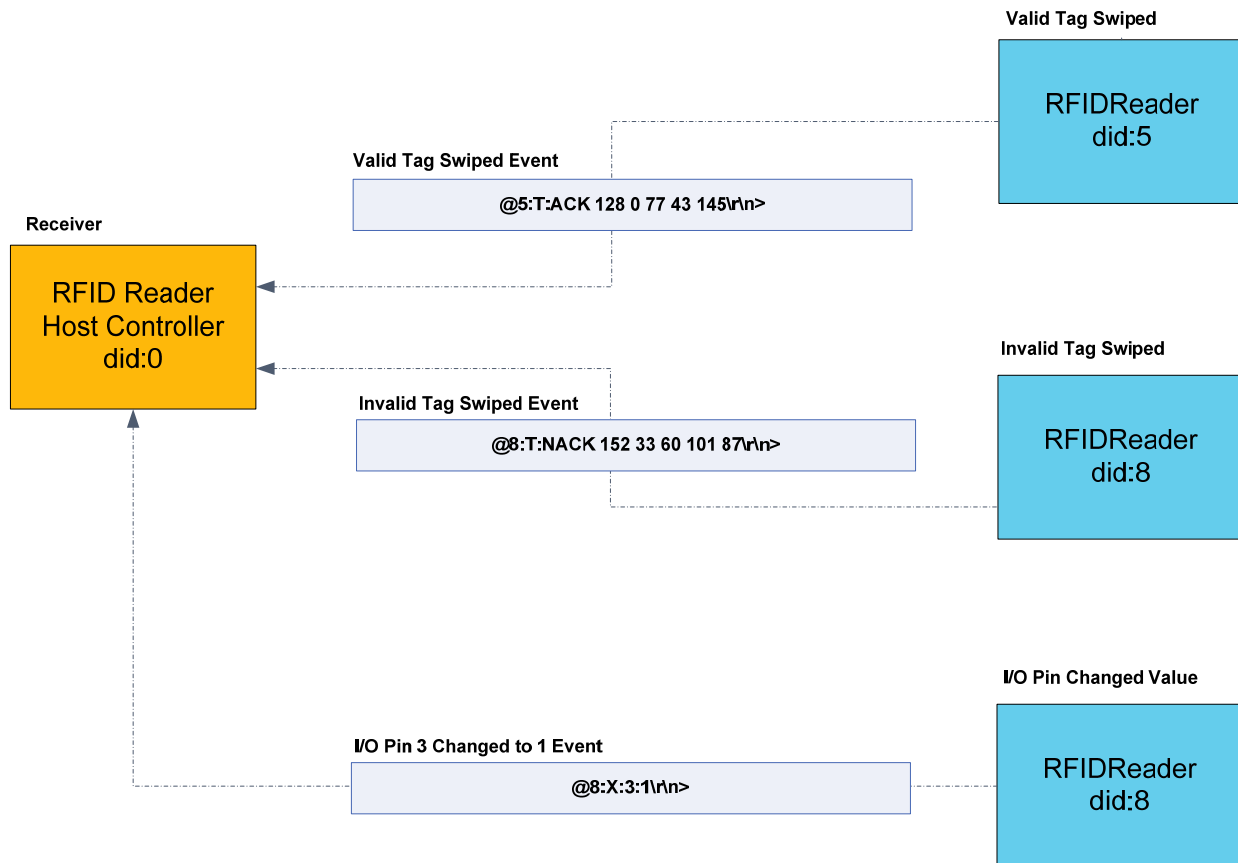 Valid Tag Swiped
RFIDReader
did:5
Valid Tag Swiped Event
@5:T:ACK 128 0 77 43 145\r\n>
Receiver
RFID Reader
Host Controller
did:0
Invalid Tag Swiped
RFIDReader
did:8
Invalid Tag Swiped Event
@8:T:NACK 152 33 60 101 87\r\n>
I/O Pin Changed Value
RFIDReader
did:8
I/O Pin 3 Changed to 1 Event
@8:X:3:1\r\n>